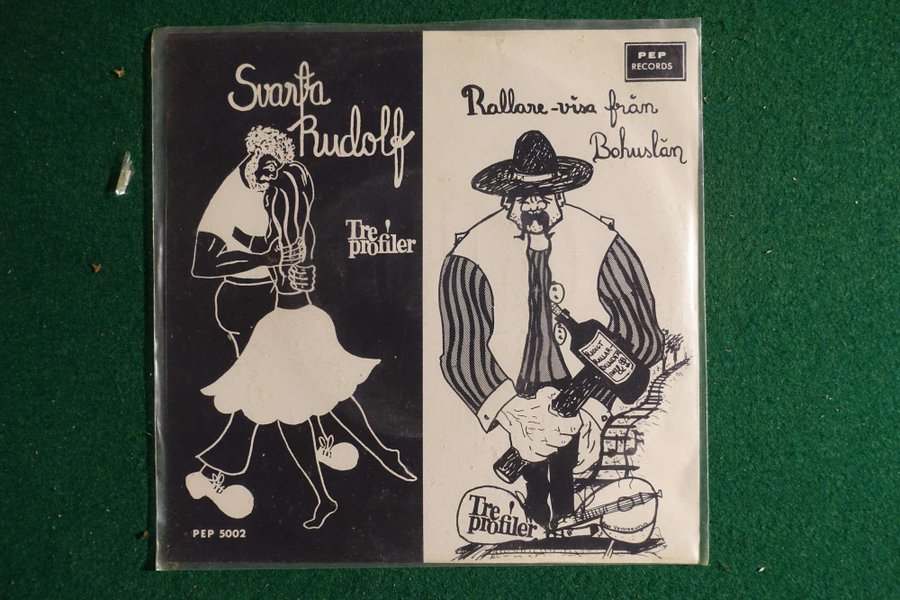 Svarta
Rudolf
Tre
profiler
PEP 5002
PEP
RECORDS
Rallare-visa från
Bohuslän
Tre
profiler